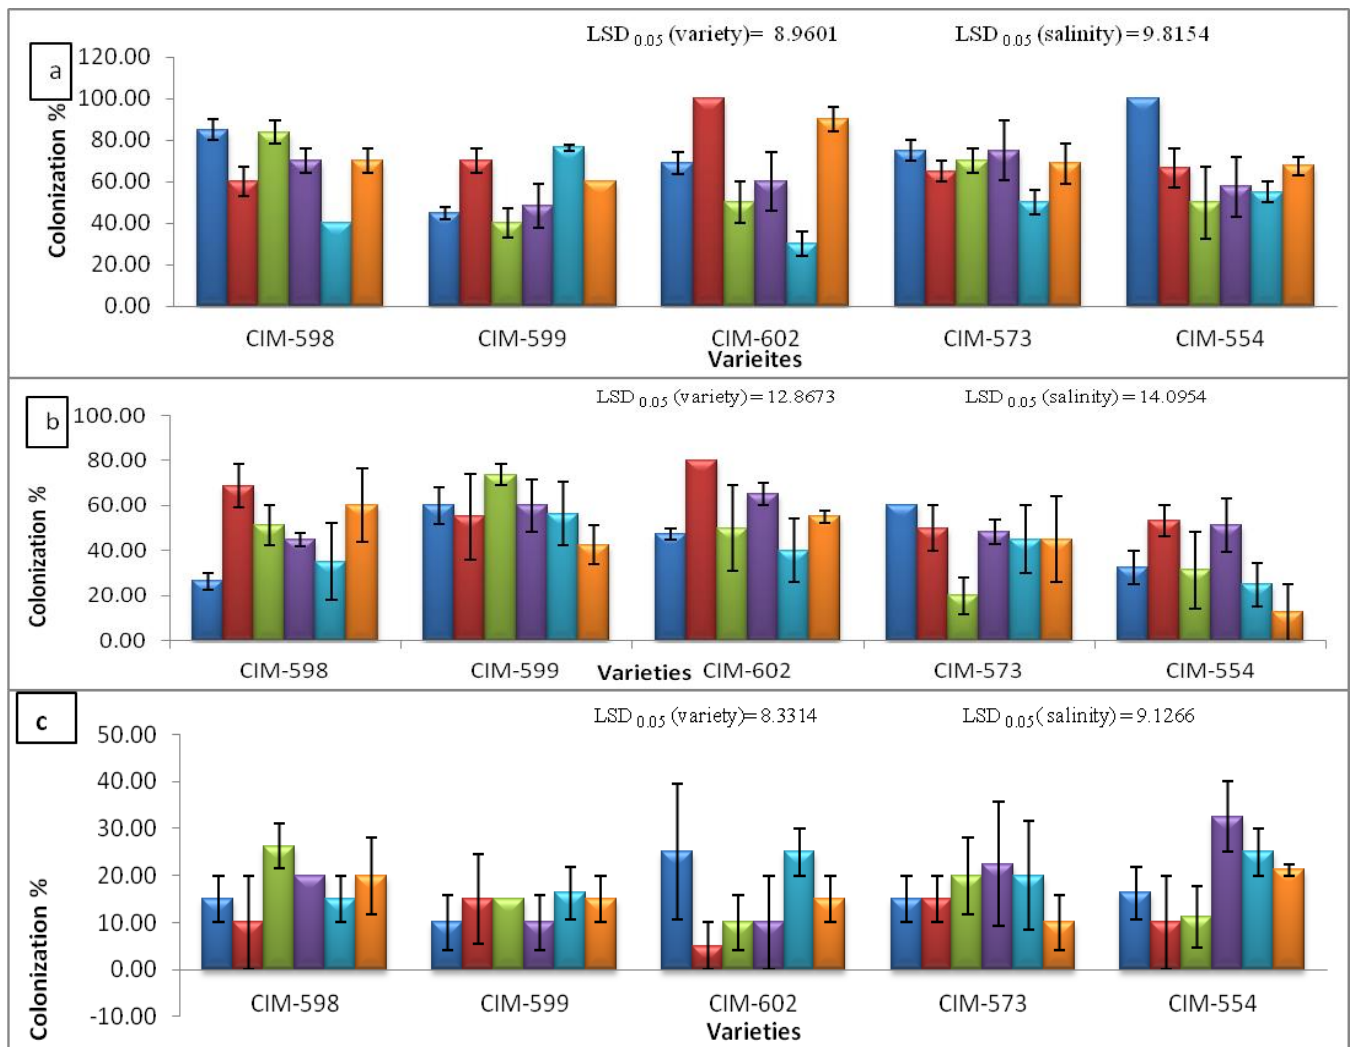 LSD 0.05 (variety)= 8.9601 LSD 0.05 (salinity)=9.8154
a
120.00
100.00
80.00
60.00
40.00
20.00
0.00
Colonization %
CIM-598 CIM-599 CIM-602 CIM-573 CIM-554
Varieites
LSD 0.05 (variety)=12.8673 LSD 0.05 (salinity)=14.0954
b
100.00
80.00
60.00
40.00
20.00
0.00
Colonization %
CIM-598 CIM-599 CIM-602 CIM-573 CIM-554
Varieties
LSD 0.05 (variety)=8.3314 LSD 0.05 (salinity)=9.1266
c
50.00
40.00
30.00
20.00
10.00
0.00
-10.00
Colonization %
CIM-598 CIM-599 CIM-602 CIM-573 CIM-554
Varieties